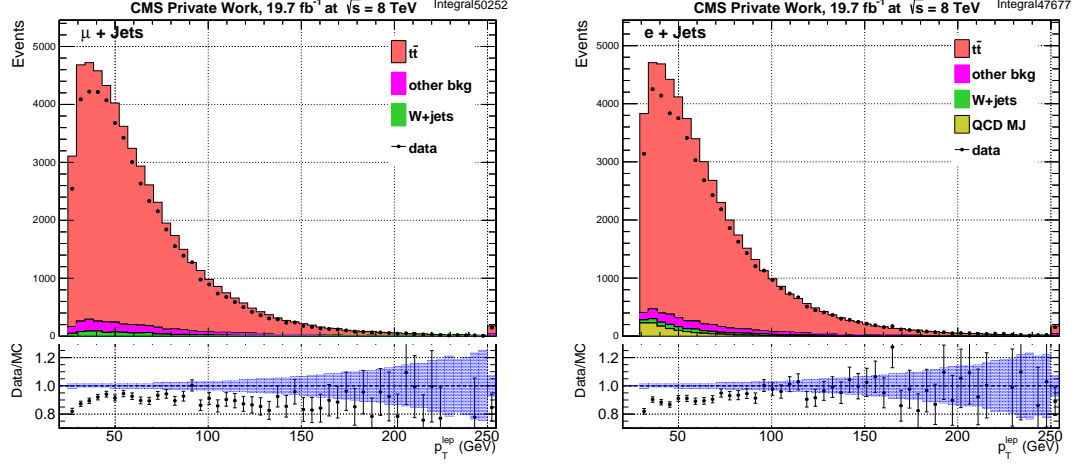 CMS Private Work, 19.7 fb⁻¹ at √s = 8 TeV Integral50252
Events
μ + Jets
tt̄
other bkg
W+jets
data
5000
4000
3000
2000
1000
0
Data/MC
1.2
1.0
0.8
50 100 150 200 250
p_T^lep (GeV)
CMS Private Work, 19.7 fb⁻¹ at √s = 8 TeV Integral47677
Events
e + Jets
tt̄
other bkg
W+jets
QCD MJ
data
5000
4000
3000
2000
1000
0
Data/MC
1.2
1.0
0.8
50 100 150 200 250
p_T^lep (GeV)